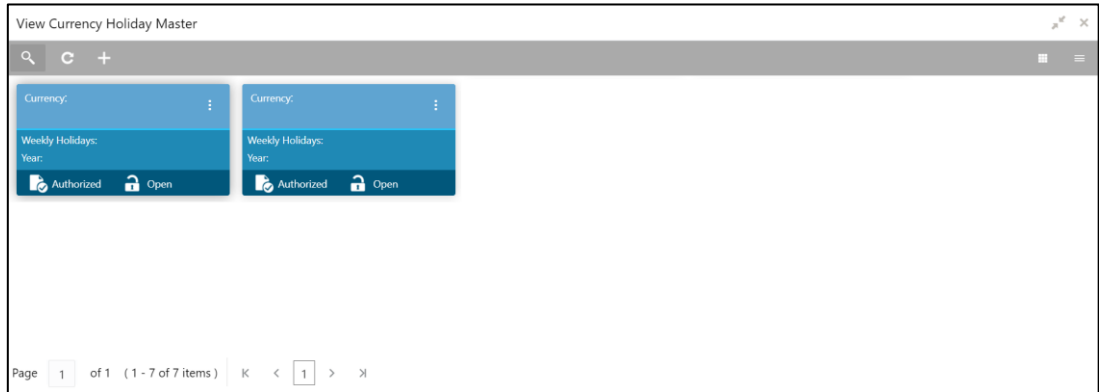 View Currency Holiday Master
Currency: Currency:
Weekly Holidays: Weekly Holidays:
Year: Year:
Authorized Open Authorized Open
Page 1 of 1 ( 1 - 7 of 7 items ) 1